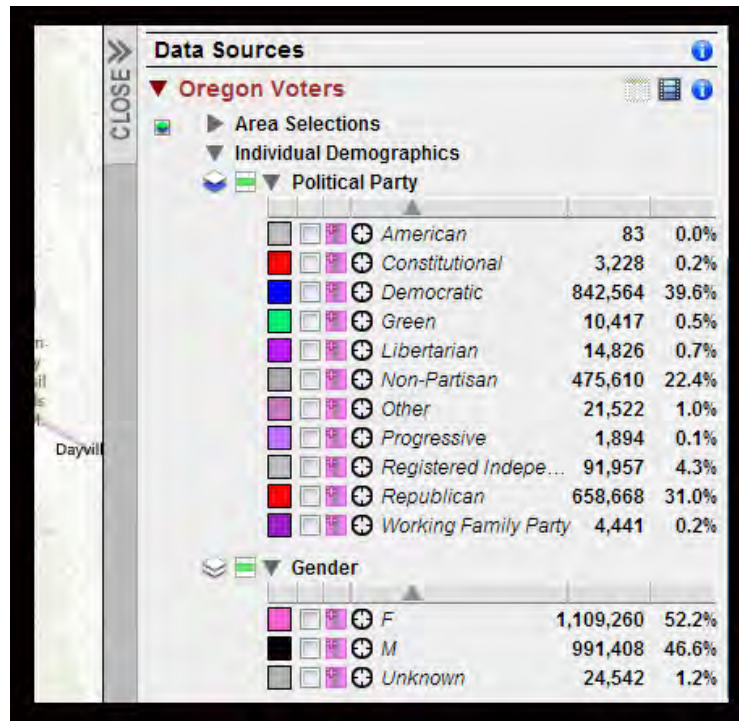 Data Sources
CLOSE
Oregon Voters
Area Selections
Individual Demographics
Political Party
American 83 0.0%
Constitutional 3,228 0.2%
Democratic 842,564 39.6%
Green 10,417 0.5%
Libertarian 14,826 0.7%
Non-Partisan 475,610 22.4%
Other 21,522 1.0%
Progressive 1,894 0.1%
Registered Indepe... 91,957 4.3%
Republican 658,668 31.0%
Working Family Party 4,441 0.2%
Dayvill
Gender
F 1,109,260 52.2%
M 991,408 46.6%
Unknown 24,542 1.2%